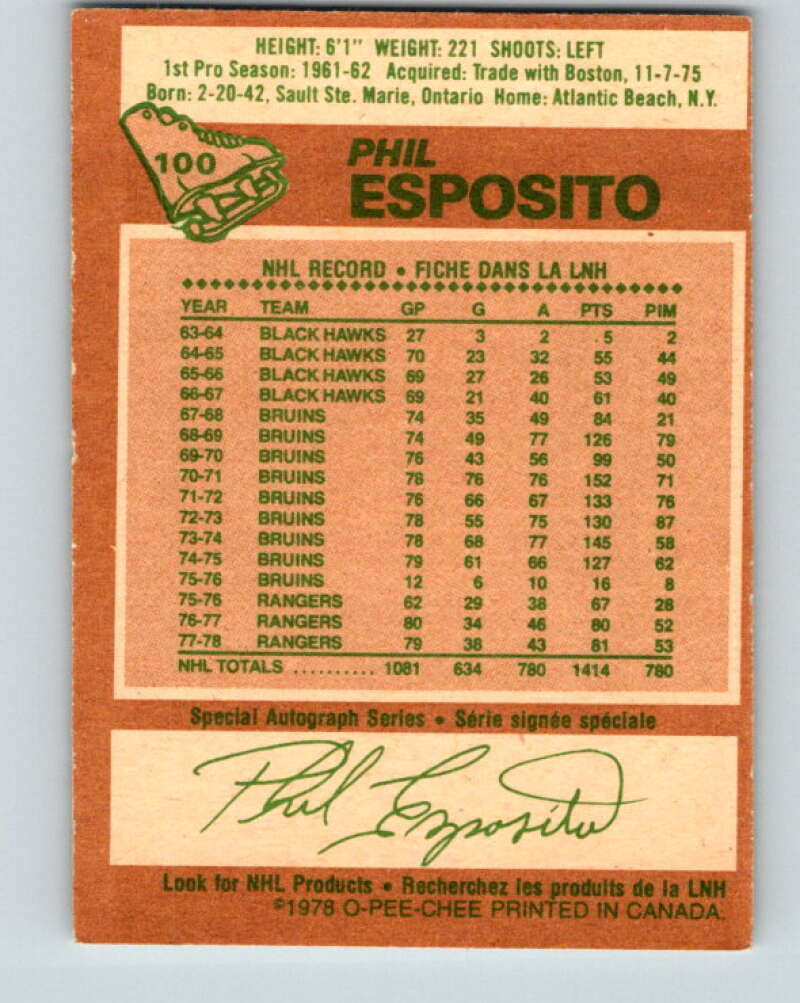 HEIGHT: 6'1" WEIGHT: 221 SHOOTS: LEFT
1st Pro Season: 1961-62 Acquired: Trade with Boston, 11-7-75
Born: 2-20-42, Sault Ste. Marie, Ontario Home: Atlantic Beach, N.Y.
100
PHIL
ESPOSITO
NHL RECORD • FICHE DANS LA LNH
YEAR TEAM GP G A PTS PIM
63-64 BLACK HAWKS 27 3 2 5 2
64-65 BLACK HAWKS 70 23 32 55 44
65-66 BLACK HAWKS 69 27 26 53 49
66-67 BLACK HAWKS 69 21 40 61 40
67-68 BRUINS 74 35 49 84 21
68-69 BRUINS 74 49 77 126 79
69-70 BRUINS 76 43 56 99 50
70-71 BRUINS 78 76 76 152 71
71-72 BRUINS 76 66 67 133 76
72-73 BRUINS 78 55 75 130 87
73-74 BRUINS 78 68 77 145 58
74-75 BRUINS 79 61 66 127 62
75-76 BRUINS 12 6 10 16 8
75-76 RANGERS 62 29 38 67 28
76-77 RANGERS 80 34 46 80 52
77-78 RANGERS 79 38 43 81 53
NHL TOTALS .......... 1081 634 780 1414 780
Special Autograph Series • Série signée spéciale
Phil Esposito
Look for NHL Products • Recherchez les produits de la LNH
©1978 O-PEE-CHEE PRINTED IN CANADA.